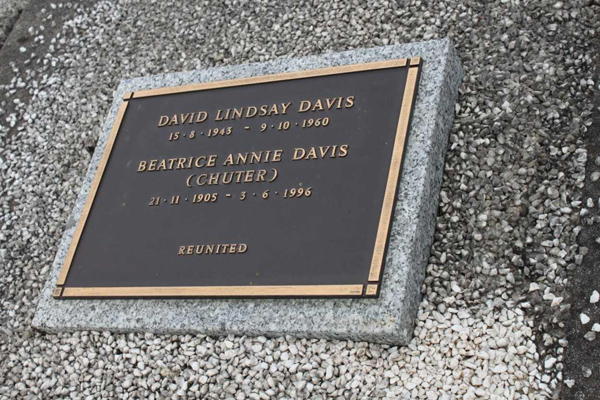 DAVID LINDSAY DAVIS
15·8·1943 - 9·10·1960
BEATRICE ANNIE DAVIS
(CHUTER)
21·11·1905 - 3·6·1996
REUNITED